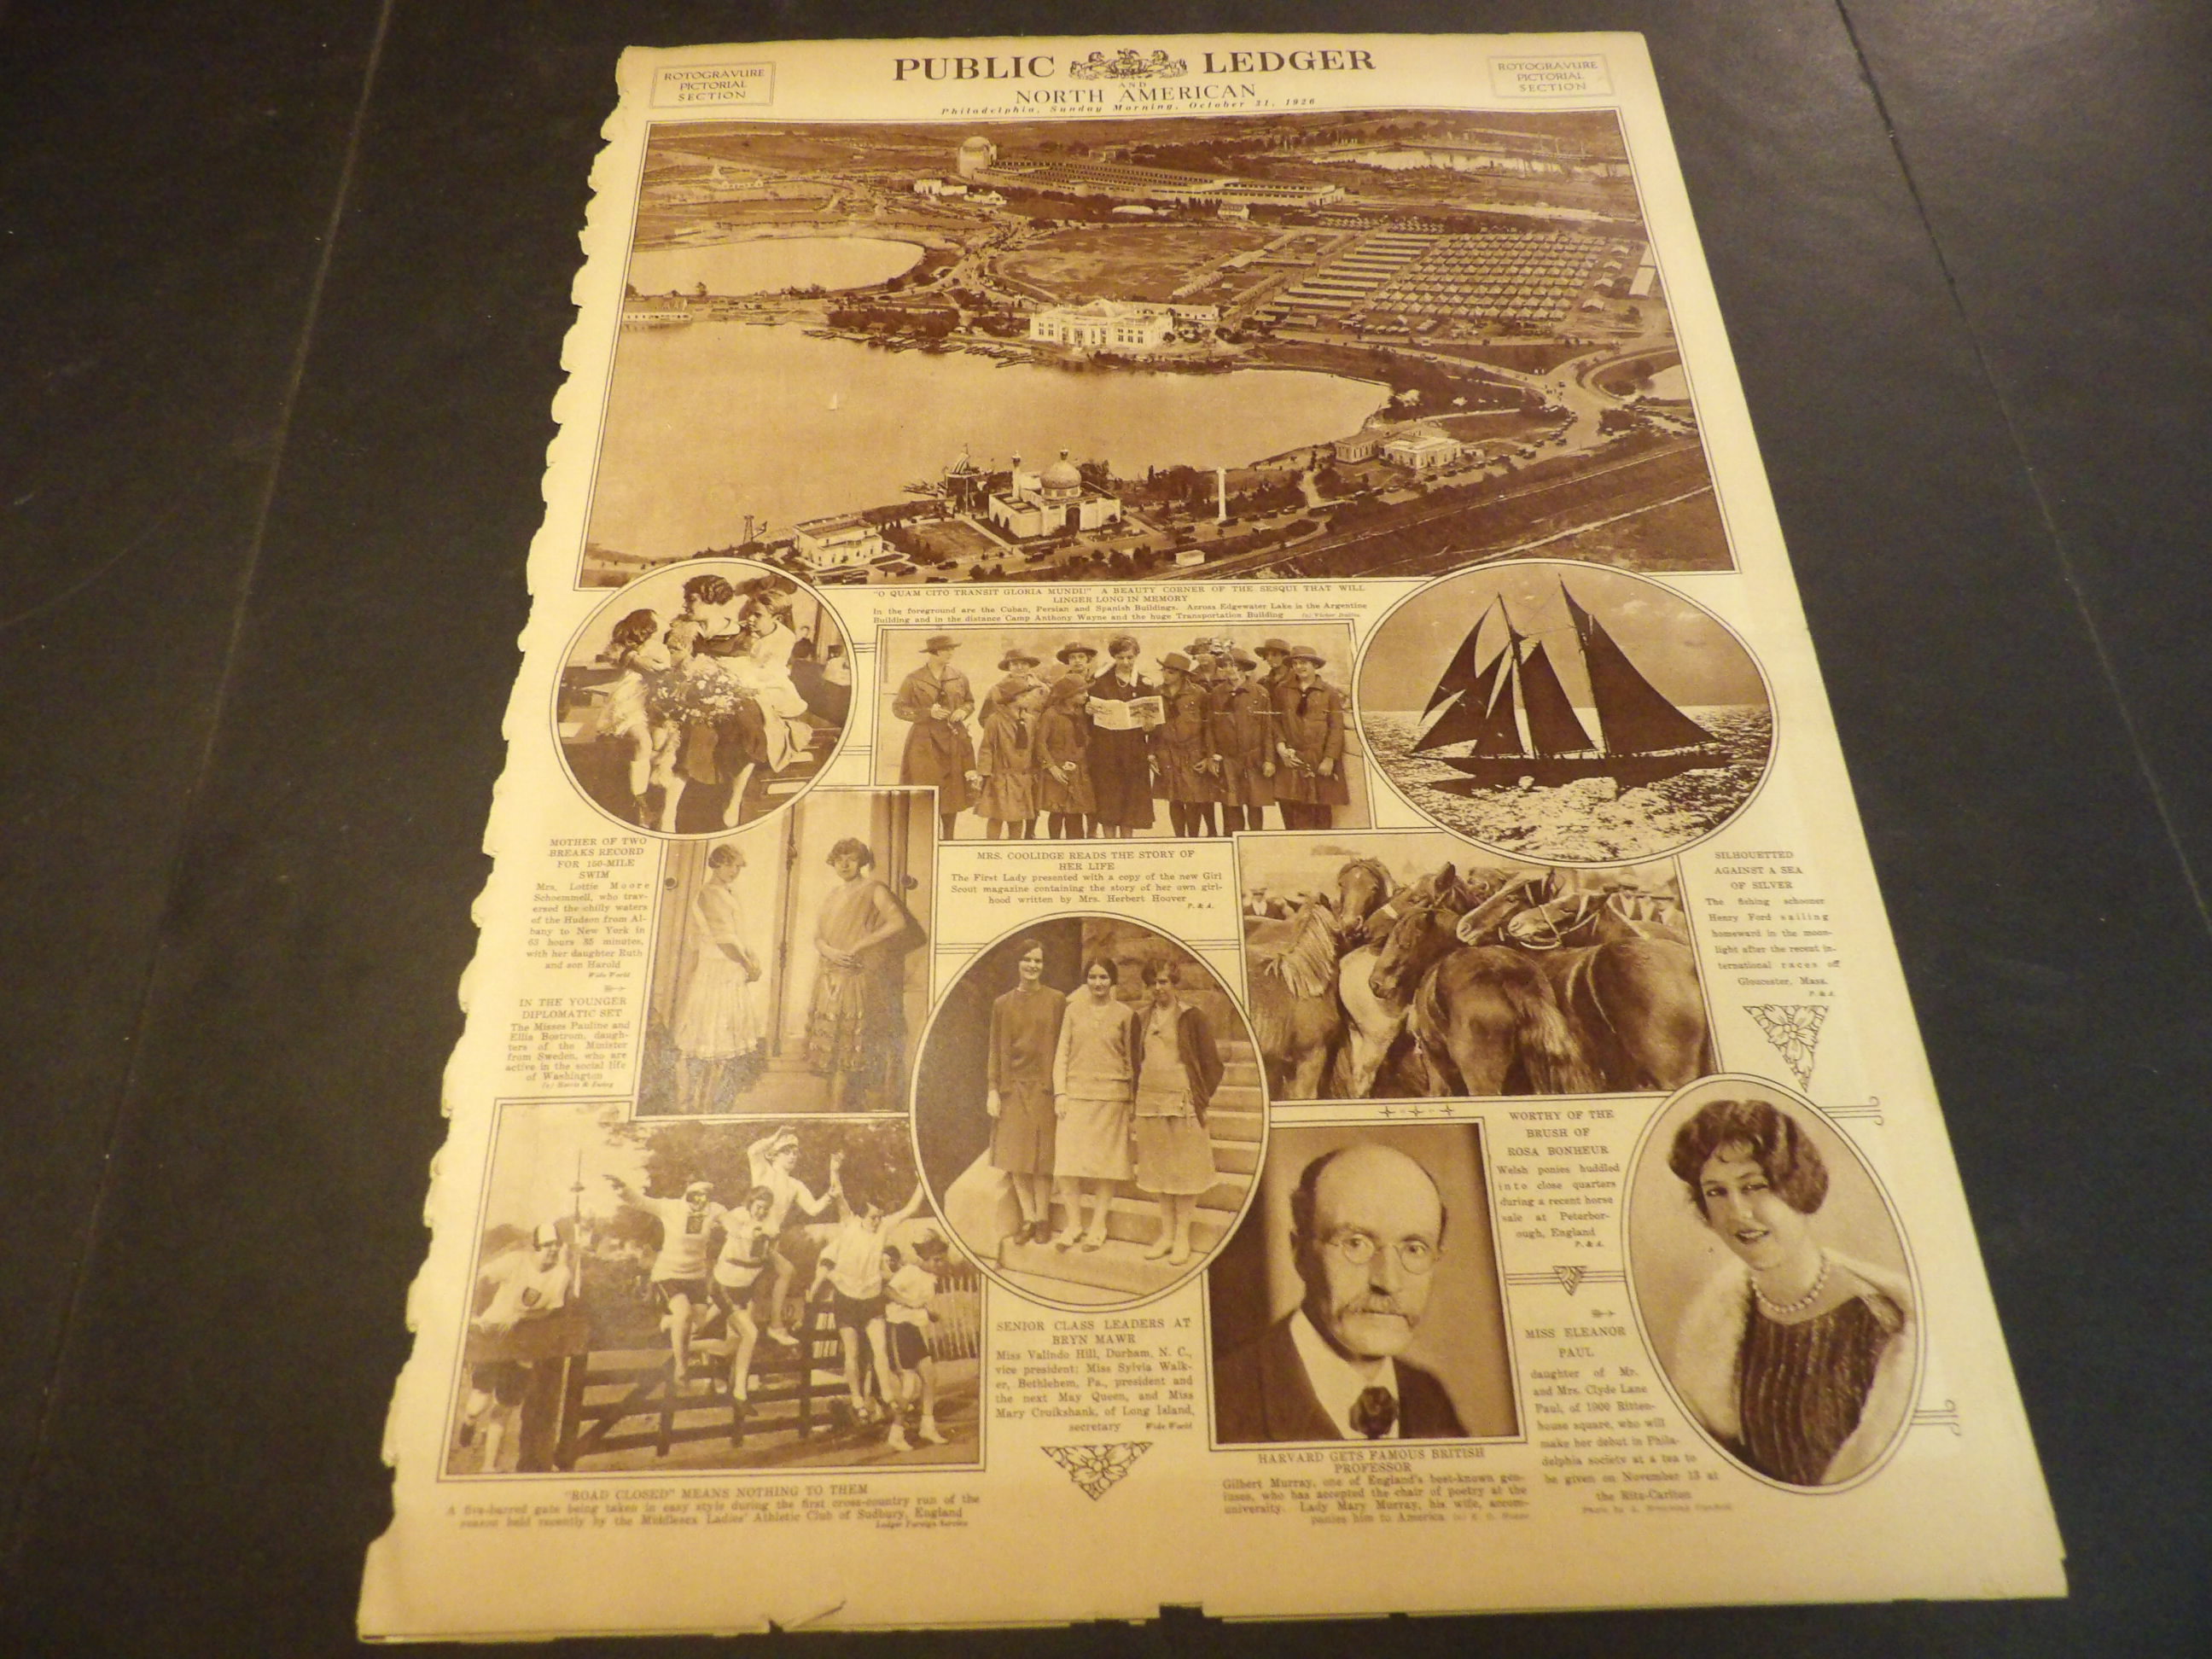 ROTOGRAVURE
PICTORIAL
SECTION
PUBLIC LEDGER
AND
NORTH AMERICAN
Philadelphia, Sunday Morning, October 31, 1926
ROTOGRAVURE
PICTORIAL
SECTION
"O QUAM CITO TRANSIT GLORIA MUNDI!" A BEAUTY CORNER OF THE SESQUI THAT WILL
LINGER LONG IN MEMORY
In the foreground are the Cuban, Persian and Spanish Buildings. Across Edgewater Lake is the Argentine
Building and in the distance Camp Anthony Wayne and the huge Transportation Building
MOTHER OF TWO
BREAKS RECORD
FOR 150-MILE
SWIM
Mrs. Lottie Moore
Schoemmell, who trav-
ersed the chilly waters
of the Hudson from Al-
bany to New York in
63 hours 35 minutes,
with her daughter Ruth
and son Harold
Wide World
IN THE YOUNGER
DIPLOMATIC SET
The Misses Pauline and
Ellia Bostrom, daugh-
ters of the Minister
from Sweden, who are
active in the social life
of Washington
(c) Harris & Ewing
MRS. COOLIDGE READS THE STORY OF
HER LIFE
The First Lady presented with a copy of the new Girl
Scout magazine containing the story of her own girl-
hood written by Mrs. Herbert Hoover
P. & A.
SILHOUETTED
AGAINST A SEA
OF SILVER
The fishing schooner
Henry Ford sailing
homeward in the moon-
light after the recent in-
ternational races off
Gloucester, Mass.
P. & A.
WORTHY OF THE
BRUSH OF
ROSA BONHEUR
Welsh ponies huddled
into close quarters
during a recent horse
sale at Peterbor-
ough, England
P. & A.
SENIOR CLASS LEADERS AT
BRYN MAWR
Miss Valindo Hill, Durham, N. C.,
vice president; Miss Sylvia Walk-
er, Bethlehem, Pa., president and
the next May Queen, and Miss
Mary Cruikshank, of Long Island,
secretary Wide World
MISS ELEANOR
PAUL
daughter of Mr.
and Mrs. Clyde Lane
Paul, of 1900 Ritten-
house square, who will
make her debut in Phila-
delphia society at a tea to
be given on November 13 at
the Ritz-Carlton
HARVARD GETS FAMOUS BRITISH
PROFESSOR
Gilbert Murray, one of England's best-known gen-
iuses, who has accepted the chair of poetry at the
university. Lady Mary Murray, his wife, accom-
panies him to America
"ROAD CLOSED" MEANS NOTHING TO THEM
A five-barred gate being taken in easy style during the first cross-country run of the
season held recently by the Middlesex Ladies' Athletic Club of Sudbury, England
Ledger Foreign Service